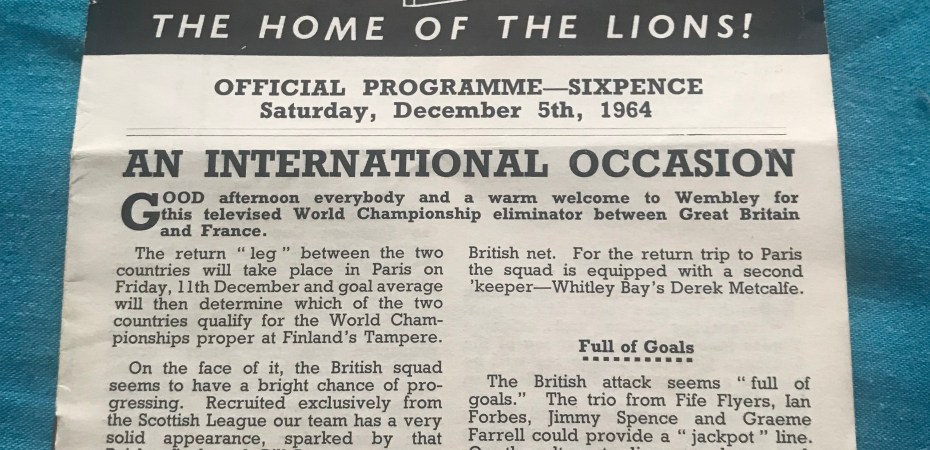 THE HOME OF THE LIONS!
OFFICIAL PROGRAMME—SIXPENCE
Saturday, December 5th, 1964
AN INTERNATIONAL OCCASION
GOOD afternoon everybody and a warm welcome to Wembley for
this televised World Championship eliminator between Great Britain
and France.
The return “ leg ” between the two
countries will take place in Paris on
Friday, 11th December and goal average
will then determine which of the two
countries qualify for the World Cham-
pionships proper at Finland’s Tampere.
On the face of it, the British squad
seems to have a bright chance of pro-
gressing. Recruited exclusively from
the Scottish League our team has a very
solid appearance, sparked by that
British net. For the return trip to Paris
the squad is equipped with a second
’keeper—Whitley Bay’s Derek Metcalfe.
Full of Goals
The British attack seems “ full of
goals.” The trio from Fife Flyers, Ian
Forbes, Jimmy Spence and Graeme
Farrell could provide a “ jackpot ” line.